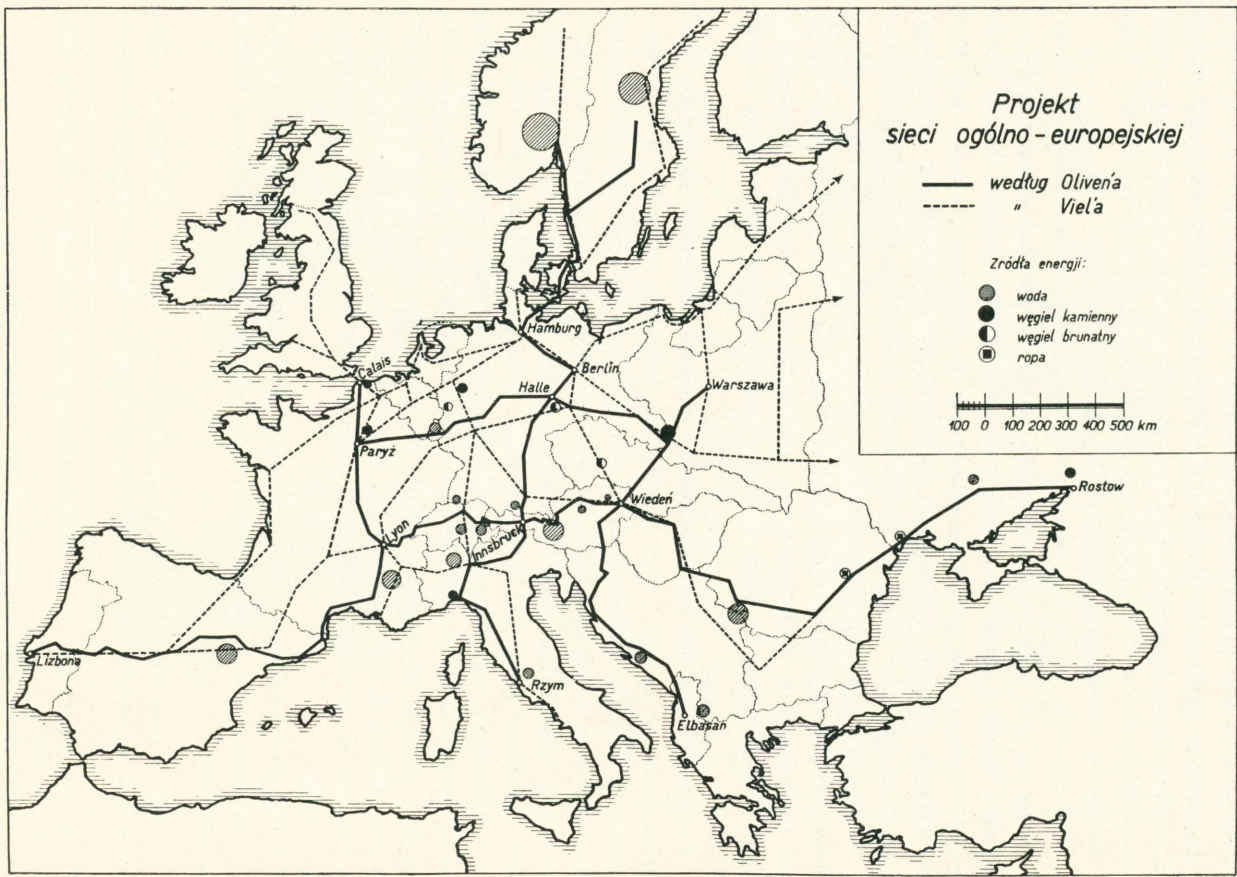 Projekt
sieci ogólno-europejskiej
według Oliven'a
" Viel'a
Zródła energji:
woda
węgiel kamienny
węgiel brunatny
ropa
100 0 100 200 300 400 500 km
Hamburg
Calais
Berlin
Halle
Warszawa
Paryż
Wiedeń
Rostow
Lyon
Innsbruck
Lizbona
Rzym
Elbasan